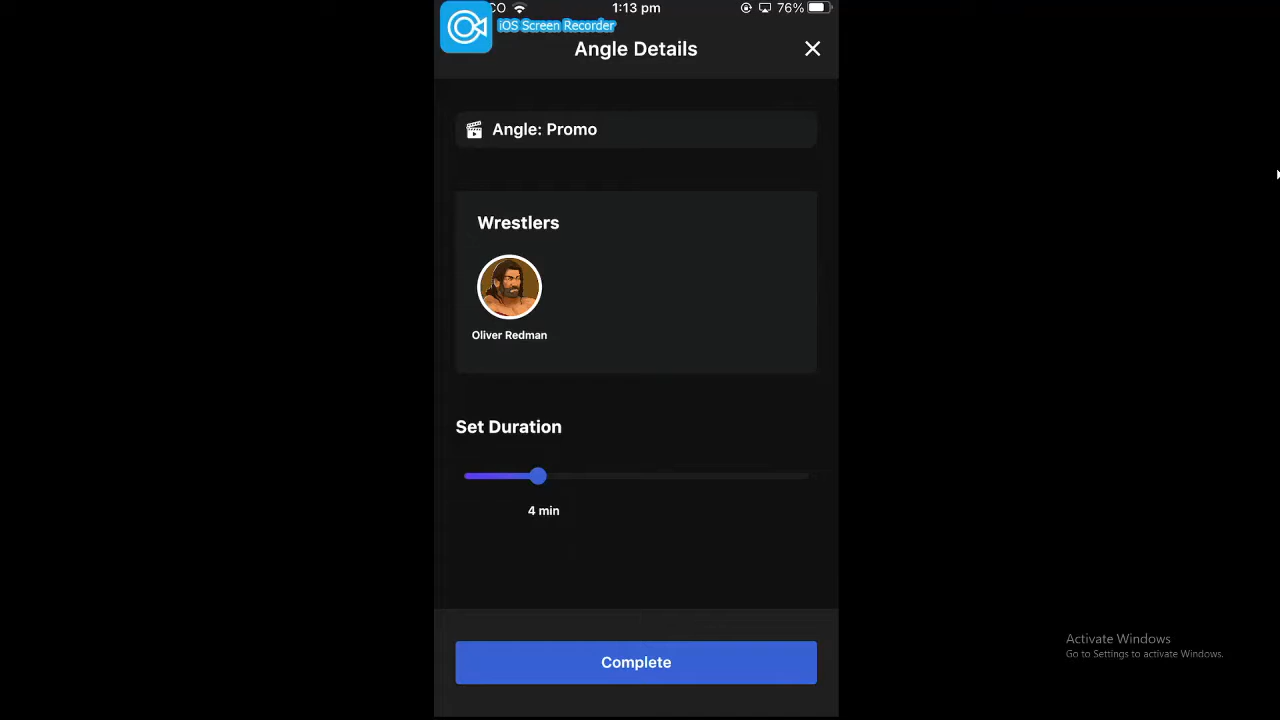 CO 1:13 pm 76%
iOS Screen Recorder
Angle Details
Angle: Promo
Wrestlers
Oliver Redman
Set Duration
4 min
Complete
Activate Windows
Go to Settings to activate Windows.